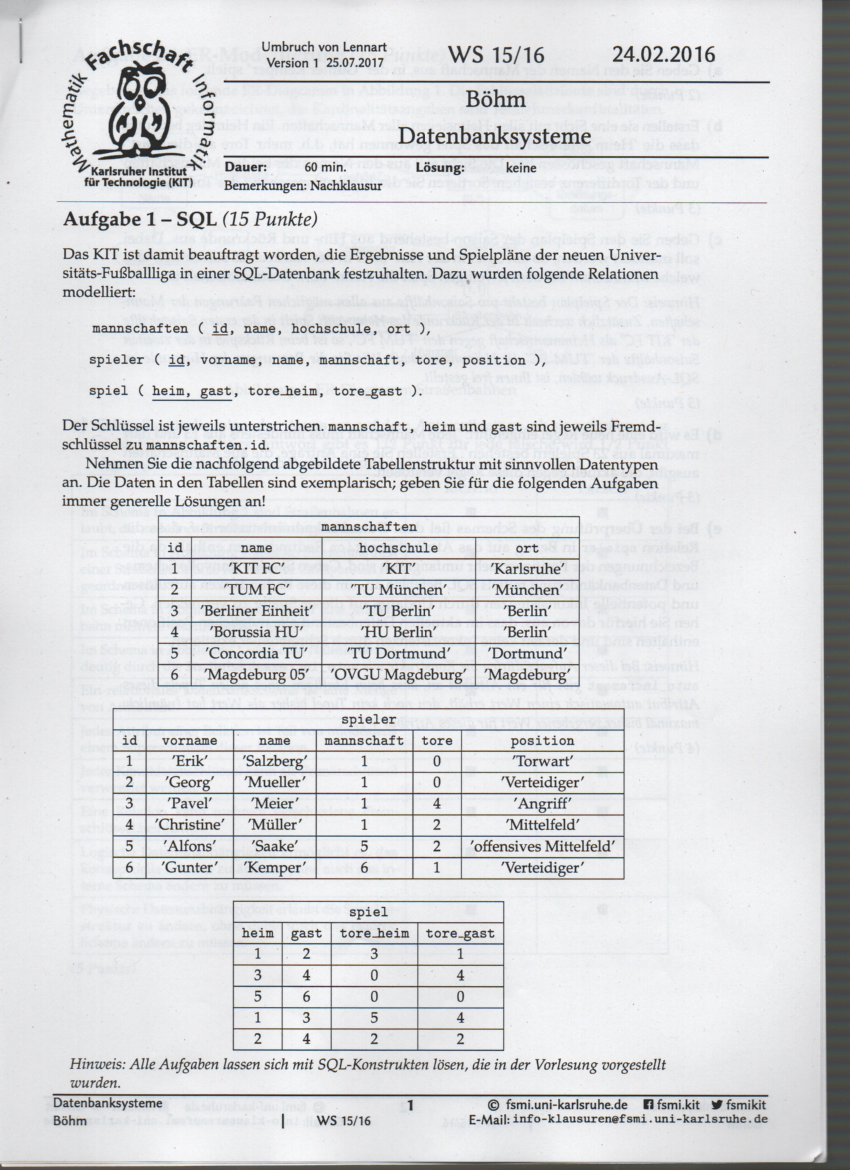 Fachschaft
Mathematik Informatik
Karlsruher Institut
für Technologie (KIT)
Umbruch von Lennart
Version 1 25.07.2017
WS 15/16 24.02.2016
Böhm
Datenbanksysteme
Dauer: 60 min. Lösung: keine
Bemerkungen: Nachklausur
Aufgabe 1 – SQL (15 Punkte)
Das KIT ist damit beauftragt worden, die Ergebnisse und Spielpläne der neuen Univer-
sitäts-Fußballliga in einer SQL-Datenbank festzuhalten. Dazu wurden folgende Relationen
modelliert:
mannschaften ( id, name, hochschule, ort ),
spieler ( id, vorname, name, mannschaft, tore, position ),
spiel ( heim, gast, tore_heim, tore_gast ).
Der Schlüssel ist jeweils unterstrichen. mannschaft, heim und gast sind jeweils Fremd-
schlüssel zu mannschaften.id.
Nehmen Sie die nachfolgend abgebildete Tabellenstruktur mit sinnvollen Datentypen
an. Die Daten in den Tabellen sind exemplarisch; geben Sie für die folgenden Aufgaben
immer generelle Lösungen an!
mannschaften
id name hochschule ort
1 'KIT FC' 'KIT' 'Karlsruhe'
2 'TUM FC' 'TU München' 'München'
3 'Berliner Einheit' 'TU Berlin' 'Berlin'
4 'Borussia HU' 'HU Berlin' 'Berlin'
5 'Concordia TU' 'TU Dortmund' 'Dortmund'
6 'Magdeburg 05' 'OVGU Magdeburg' 'Magdeburg'
spieler
id vorname name mannschaft tore position
1 'Erik' 'Salzberg' 1 0 'Torwart'
2 'Georg' 'Mueller' 1 0 'Verteidiger'
3 'Pavel' 'Meier' 1 4 'Angriff'
4 'Christine' 'Müller' 1 2 'Mittelfeld'
5 'Alfons' 'Saake' 5 2 'offensives Mittelfeld'
6 'Gunter' 'Kemper' 6 1 'Verteidiger'
spiel
heim gast tore_heim tore_gast
1 2 3 1
3 4 0 4
5 6 0 0
1 3 5 4
2 4 2 2
Hinweis: Alle Aufgaben lassen sich mit SQL-Konstrukten lösen, die in der Vorlesung vorgestellt
wurden.
Datenbanksysteme 1 © fsmi.uni-karlsruhe.de fsmi.kit fsmikit
Böhm | WS 15/16 E-Mail: info-klausuren@fsmi.uni-karlsruhe.de